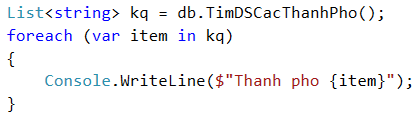 List<string> kq = db.TimDSCacThanhPho();
foreach (var item in kq)
{
    Console.WriteLine($"Thanh pho {item}");
}